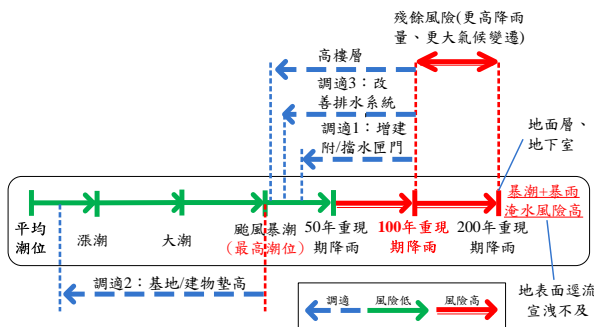 殘餘風險(更高降雨
量、更大氣候變遷)
高樓層
調適3：改
善排水系統
調適1：增建
附/擋水匣門
地面層、
地下室
平均
潮位
漲潮
大潮
颱風暴潮
(最高潮位)
50年重現
期降雨
100年重現
期降雨
200年重現
期降雨
暴潮+暴雨
淹水風險高
調適2：基地/建物墊高
地表面逕流
宣洩不及
調適
風險低
風險高